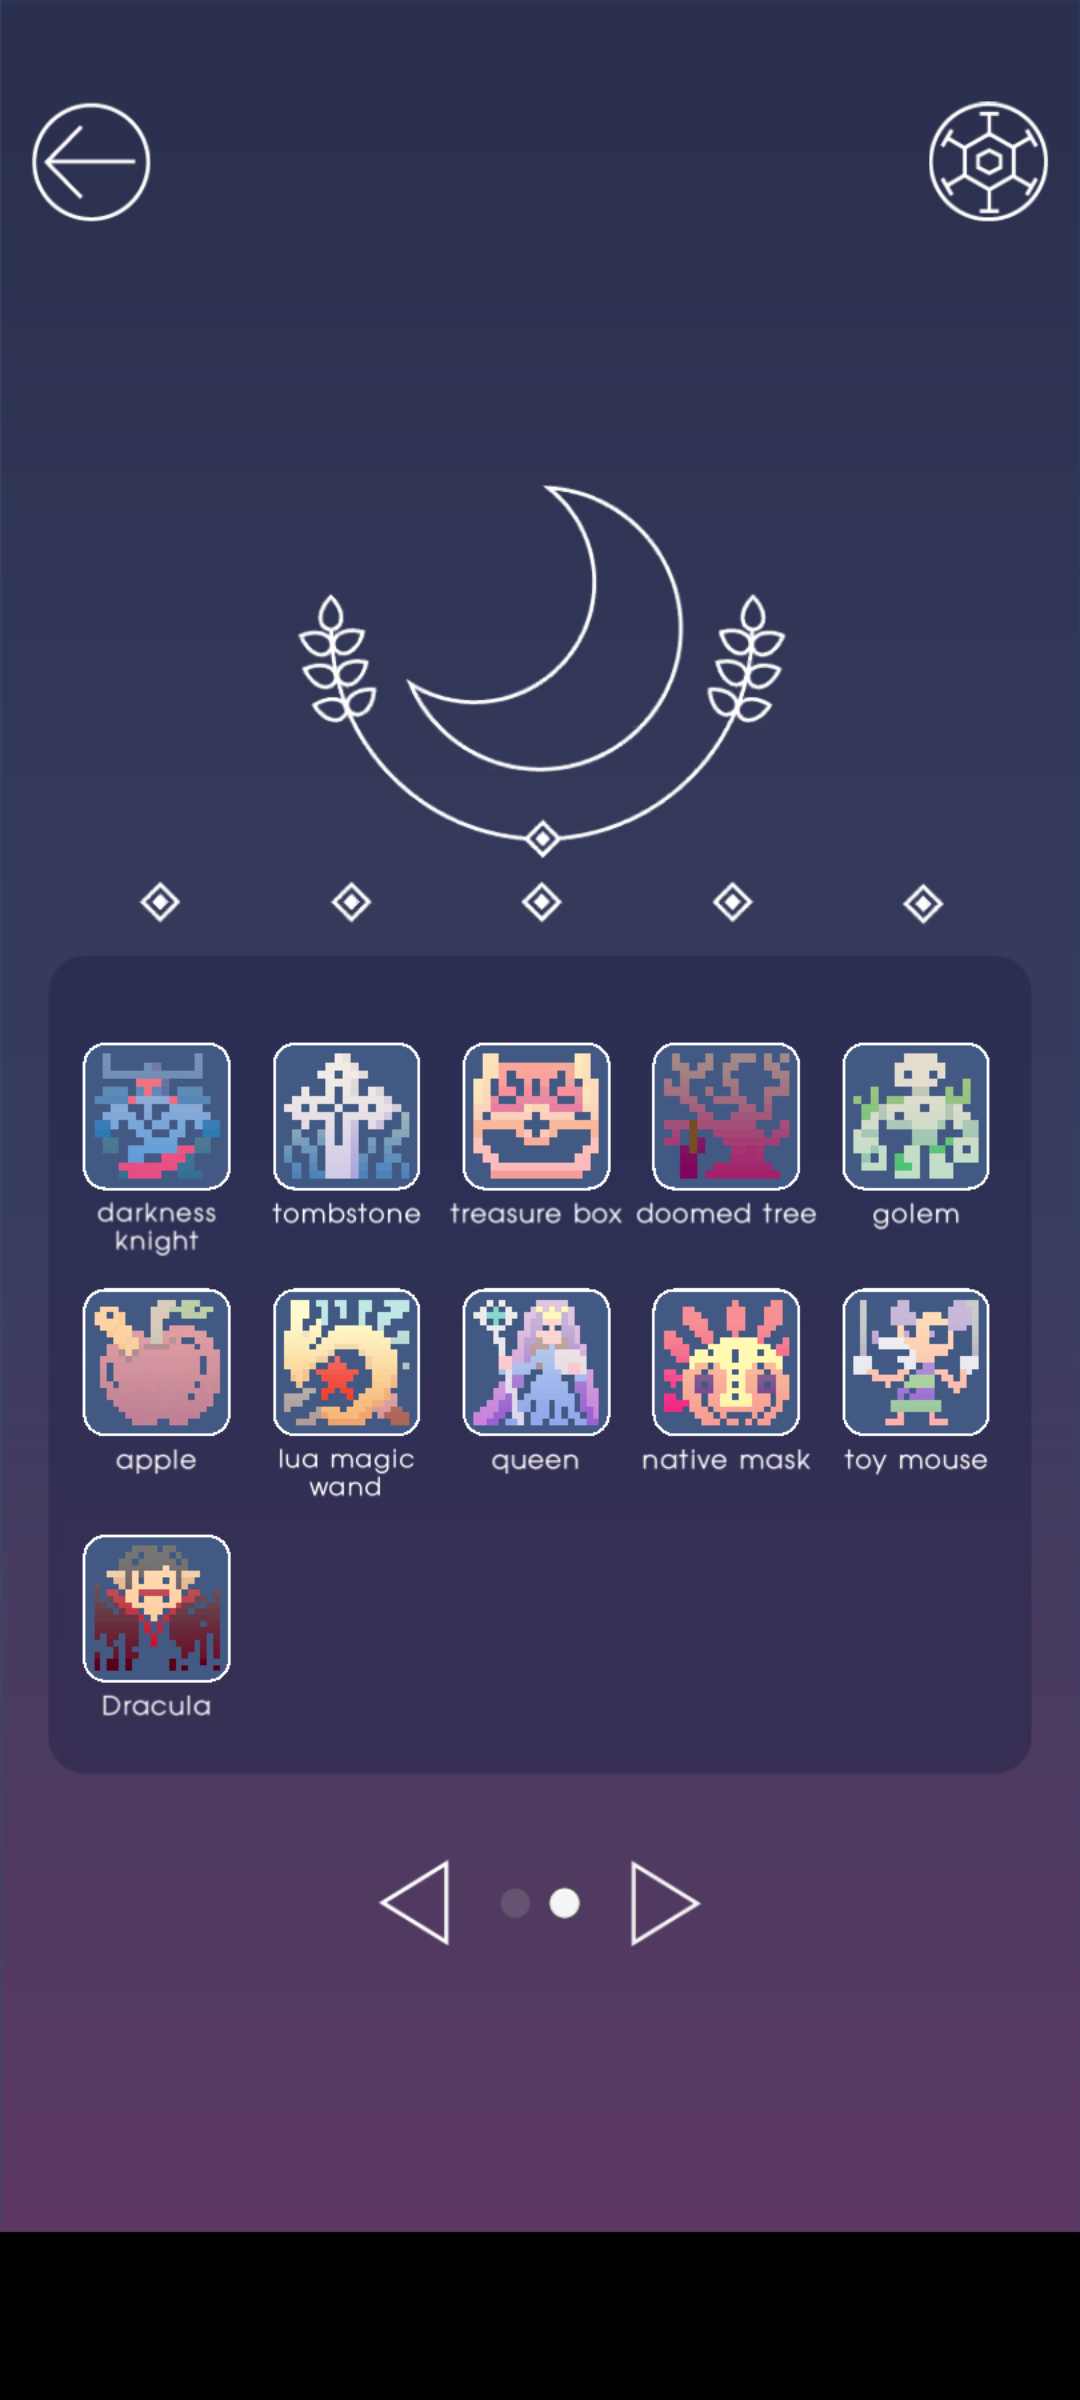 darkness
knight
tombstone
treasure box
doomed tree
golem
apple
lua magic
wand
queen
native mask
toy mouse
Dracula